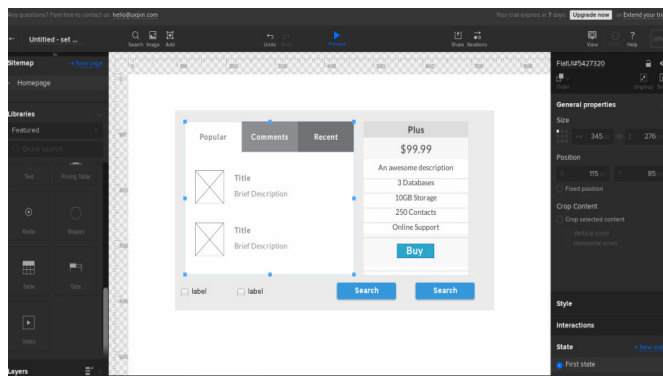 Any questions? Feel free to contact us. hello@uxpin.com
Your trial expires in 7 days Upgrade now or Extend your tri
Untitled - set ...
Search Image Add
Undo
Preview
Share Iterations
View
Help
Sitemap
+ New page
Homepage
Libraries
Featured
Quick search
Text
Pricing Table
Radio
Shapes
Table
Tabs
Video
Layers
Popular
Comments
Recent
Title
Brief Description
Title
Brief Description
label
label
Plus
$99.99
An awesome description
3 Databases
10GB Storage
250 Contacts
Online Support
Buy
Search
Search
FlatUI#5427320
Order
Ungroup
General properties
Size
345 px
276
Position
X 115 px
Y 85 px
Fixed position
Crop Content
Crop selected content
Vertical scroll
Horizontal scroll
Style
Interactions
State
+ New stat
First state